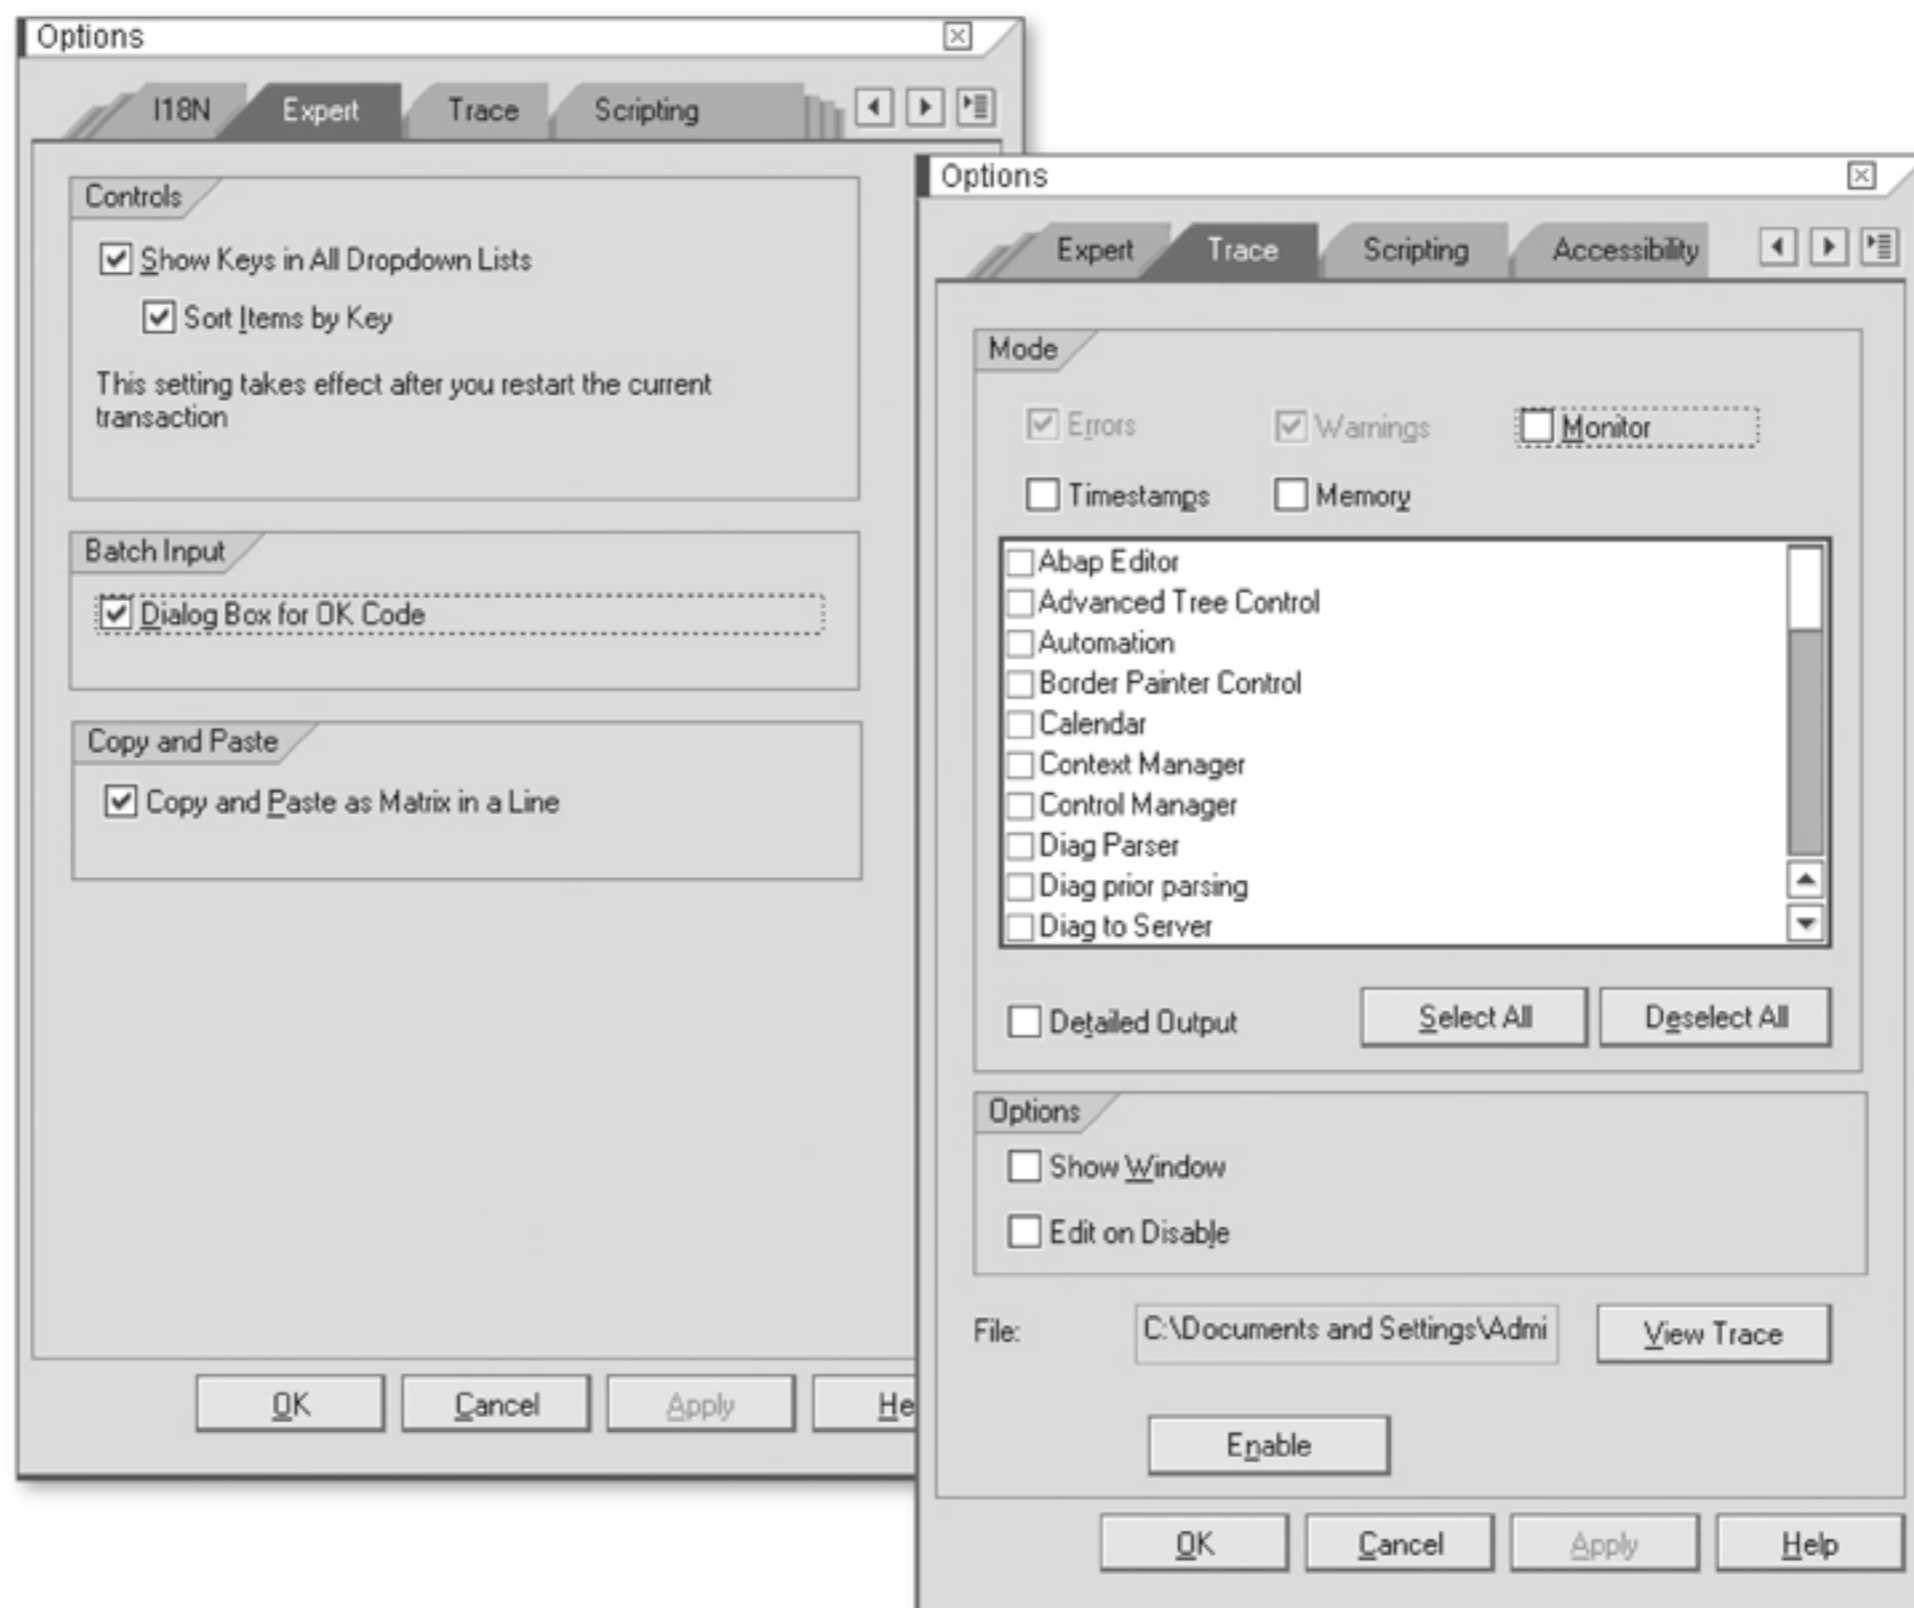 Options
I18N Expert Trace Scripting
Controls
Show Keys in All Dropdown Lists
Sort Items by Key
This setting takes effect after you restart the current
transaction
Batch Input
Dialog Box for OK Code
Copy and Paste
Copy and Paste as Matrix in a Line
OK Cancel Apply He
Options
Expert Trace Scripting Accessibility
Mode
Errors Warnings Monitor
Timestamps Memory
Abap Editor
Advanced Tree Control
Automation
Border Painter Control
Calendar
Context Manager
Control Manager
Diag Parser
Diag prior parsing
Diag to Server
Detailed Output Select All Deselect All
Options
Show Window
Edit on Disable
File: C:\Documents and Settings\Admi View Trace
Enable
OK Cancel Apply Help